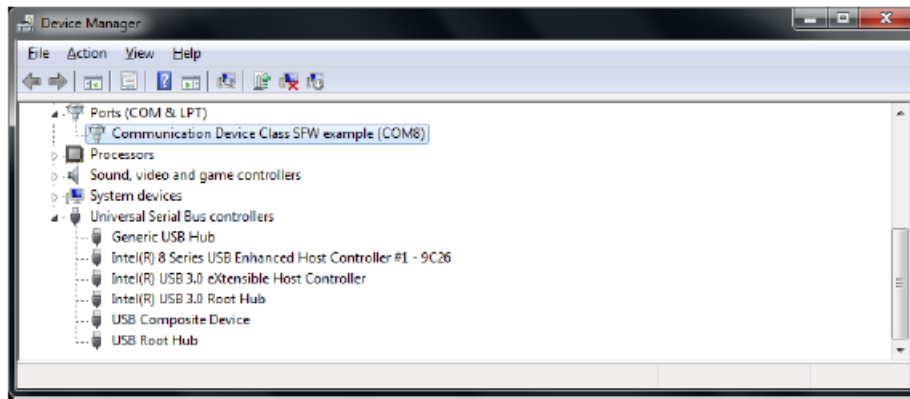 Device Manager
File Action View Help
Ports (COM & LPT)
Communication Device Class SFW example (COM8)
Processors
Sound, video and game controllers
System devices
Universal Serial Bus controllers
Generic USB Hub
Intel(R) 8 Series USB Enhanced Host Controller #1 - 9C26
Intel(R) USB 3.0 eXtensible Host Controller
Intel(R) USB 3.0 Root Hub
USB Composite Device
USB Root Hub